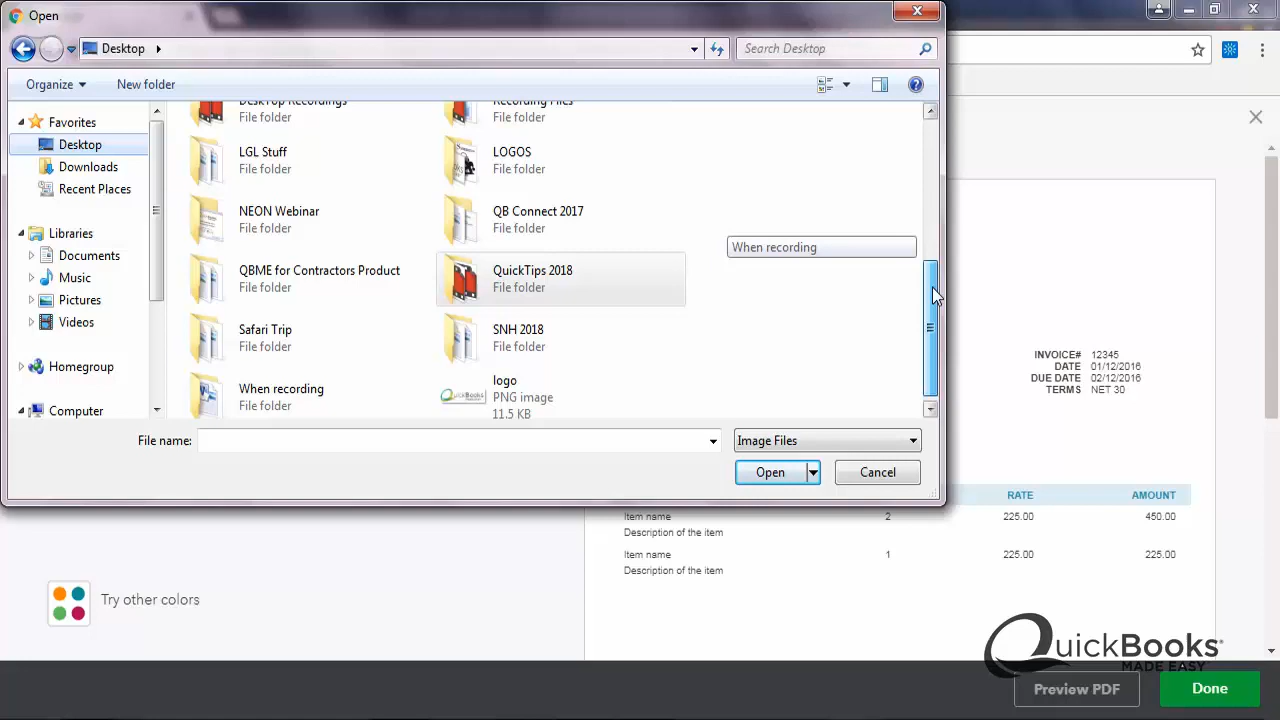 Open
Desktop
Search Desktop
Organize
New folder
Favorites
Desktop
Downloads
Recent Places
Libraries
Documents
Music
Pictures
Videos
Homegroup
Computer
DeskTop Recordings
File folder
Recording Files
File folder
LGL Stuff
File folder
LOGOS
File folder
NEON Webinar
File folder
QB Connect 2017
File folder
When recording
QBME for Contractors Product
File folder
QuickTips 2018
File folder
Safari Trip
File folder
SNH 2018
File folder
When recording
File folder
QuickBooks
logo
PNG image
11.5 KB
File name:
Image Files
Open
Cancel
INVOICE# 12345
DATE 01/12/2016
DUE DATE 02/12/2016
TERMS NET 30
RATE AMOUNT
Item name 2 225.00 450.00
Description of the item
Item name 1 225.00 225.00
Description of the item
Try other colors
QuickBooks
MADE EASY
Preview PDF
Done